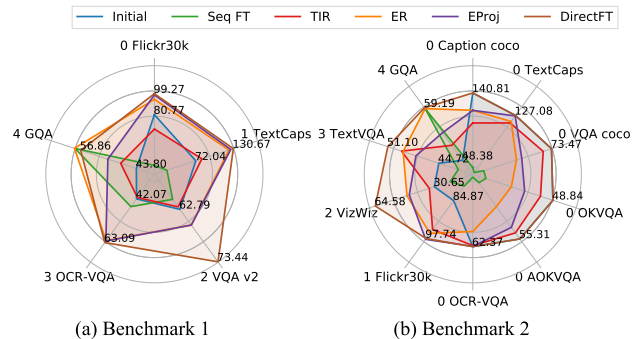 Initial Seq FT TIR ER EProj DirectFT
0 Flickr30k
99.27
80.77
4 GQA
56.86
1 TextCaps
130.67
72.04
43.80
42.07
62.79
63.09
3 OCR-VQA
73.44
2 VQA v2
(a) Benchmark 1
0 Caption coco
4 GQA
0 TextCaps
140.81
59.19
127.08
3 TextVQA
0 VQA coco
51.10
73.47
44.72
48.38
30.65
48.84
84.87
0 OKVQA
64.58
2 VizWiz
97.74
55.31
62.37
1 Flickr30k
0 AOKVQA
0 OCR-VQA
(b) Benchmark 2